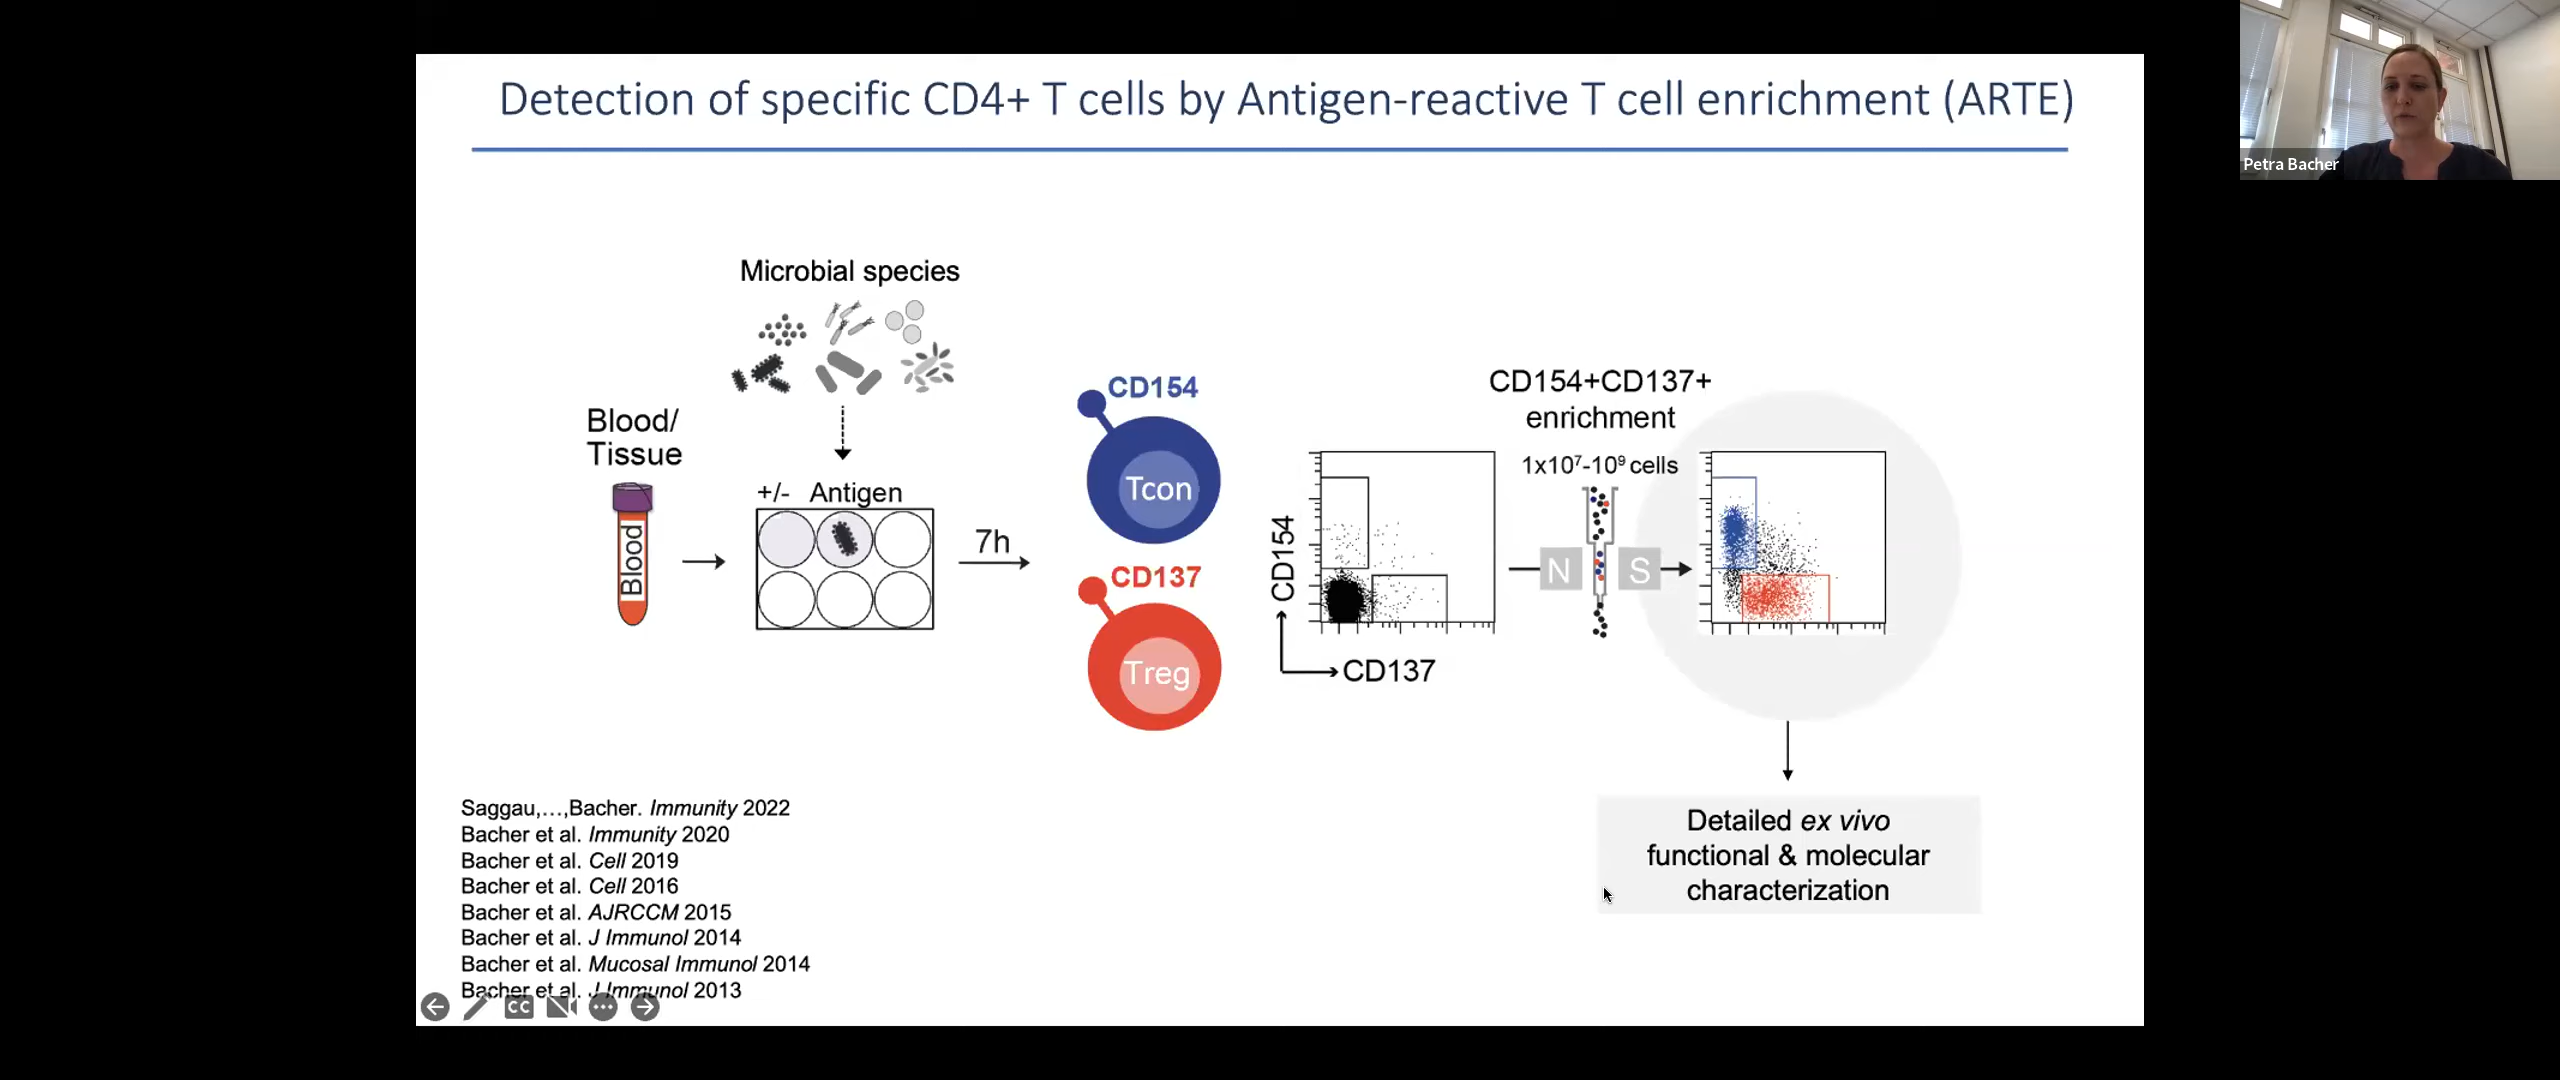 Detection of specific CD4+ T cells by Antigen-reactive T cell enrichment (ARTE)
Petra Bacher
Microbial species
Blood/
Tissue
Blood
+/- Antigen
7h
CD154
Tcon
CD137
Treg
CD154
CD137
CD154+CD137+
enrichment
1x10⁷-10⁹ cells
N
S
Detailed ex vivo
functional & molecular
characterization
Saggau,…,Bacher. Immunity 2022
Bacher et al. Immunity 2020
Bacher et al. Cell 2019
Bacher et al. Cell 2016
Bacher et al. AJRCCM 2015
Bacher et al. J Immunol 2014
Bacher et al. Mucosal Immunol 2014
Bacher et al. J Immunol 2013
CC